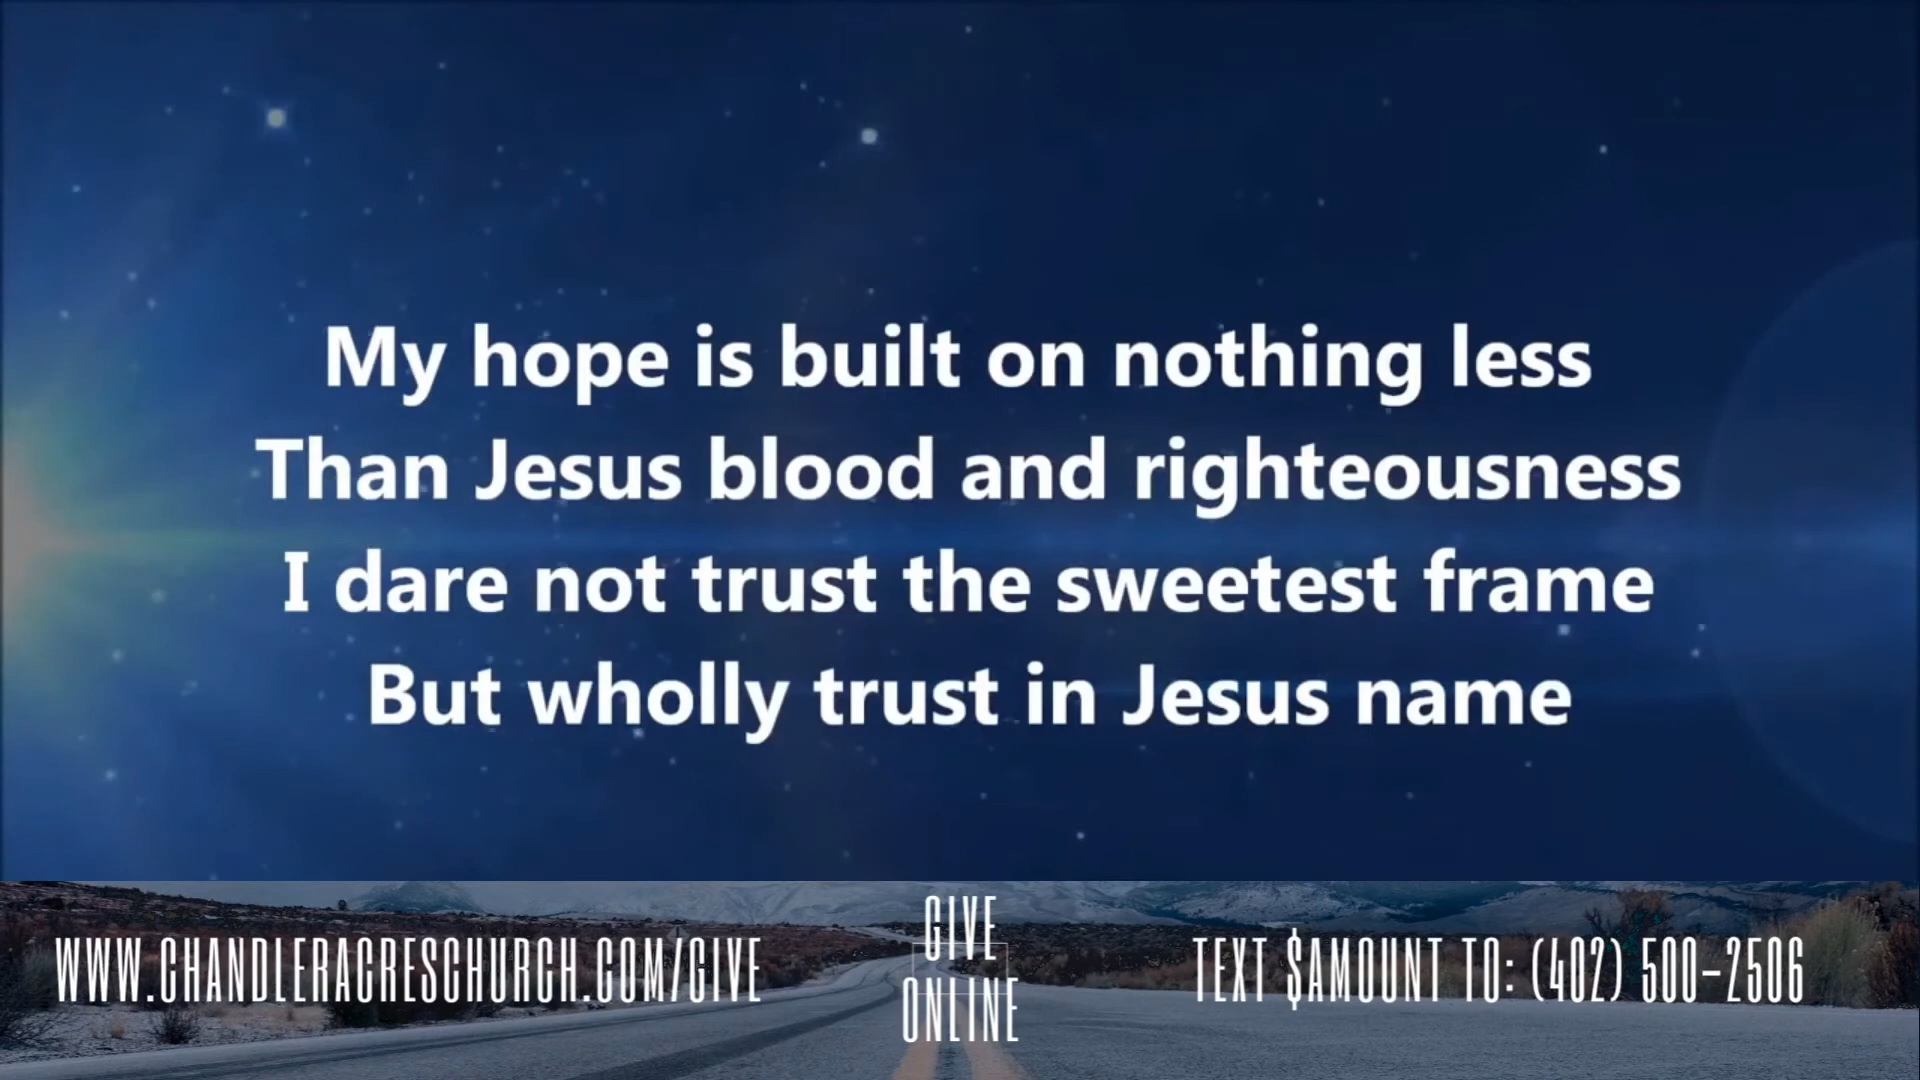 My hope is built on nothing less
Than Jesus blood and righteousness
I dare not trust the sweetest frame
But wholly trust in Jesus name
WWW.CHANDLERACRESCHURCH.COM/GIVE
GIVE
ONLINE
TEXT $AMOUNT TO: (402) 500-2506